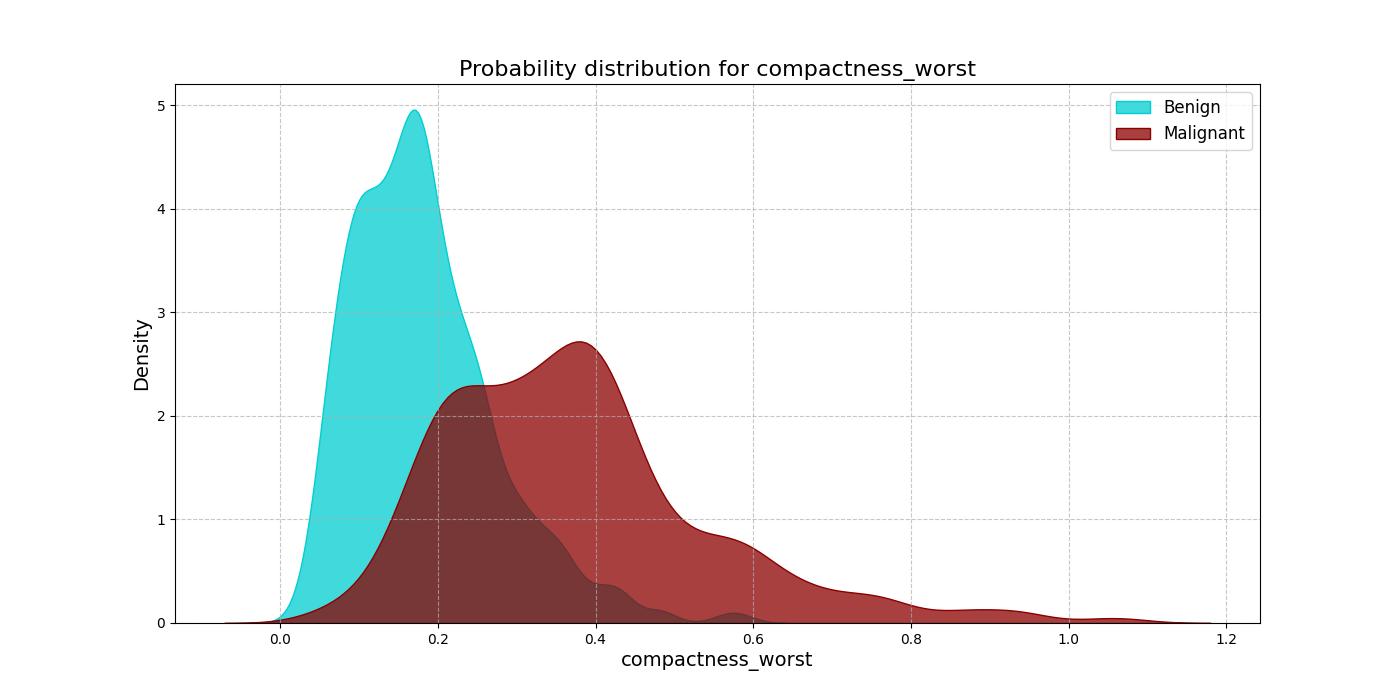 Probability distribution for compactness_worst
Benign
Malignant
Density
5
4
3
2
1
0
0.0 0.2 0.4 0.6 0.8 1.0 1.2
compactness_worst